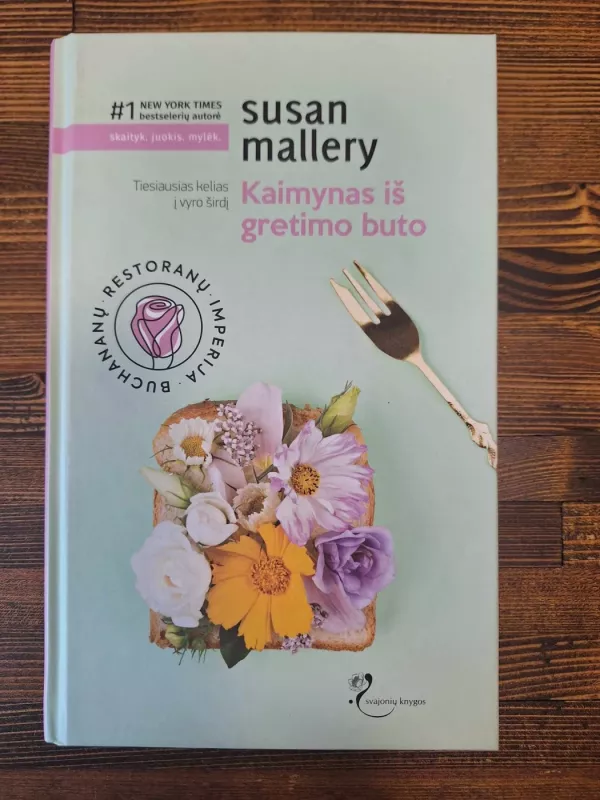 #1 NEW YORK TIMES
bestselerių autorė
skaityk. juokis. mylėk.
susan
mallery
Tiesiausias kelias
į vyro širdį
Kaimynas iš
gretimo buto
BUCHANANŲ · RESTORANŲ · IMPERIJA ·
svajonių knygos